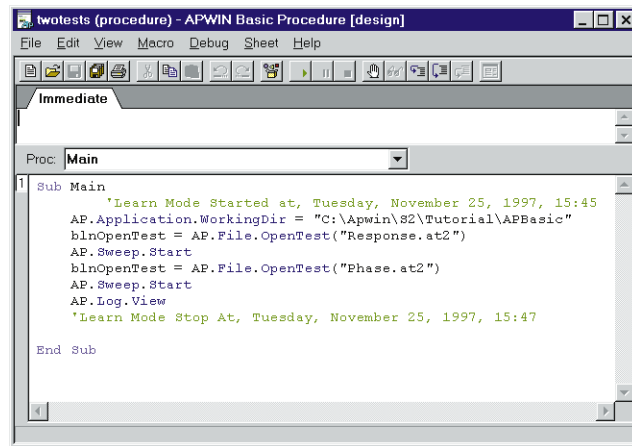 twotests (procedure) - APWIN Basic Procedure [design]
File Edit View Macro Debug Sheet Help
Immediate
Proc: Main
1
Sub Main
'Learn Mode Started at, Tuesday, November 25, 1997, 15:45
AP.Application.WorkingDir = "C:\Apwin\S2\Tutorial\APBasic"
blnOpenTest = AP.File.OpenTest("Response.at2")
AP.Sweep.Start
blnOpenTest = AP.File.OpenTest("Phase.at2")
AP.Sweep.Start
AP.Log.View
'Learn Mode Stop At, Tuesday, November 25, 1997, 15:47
End Sub